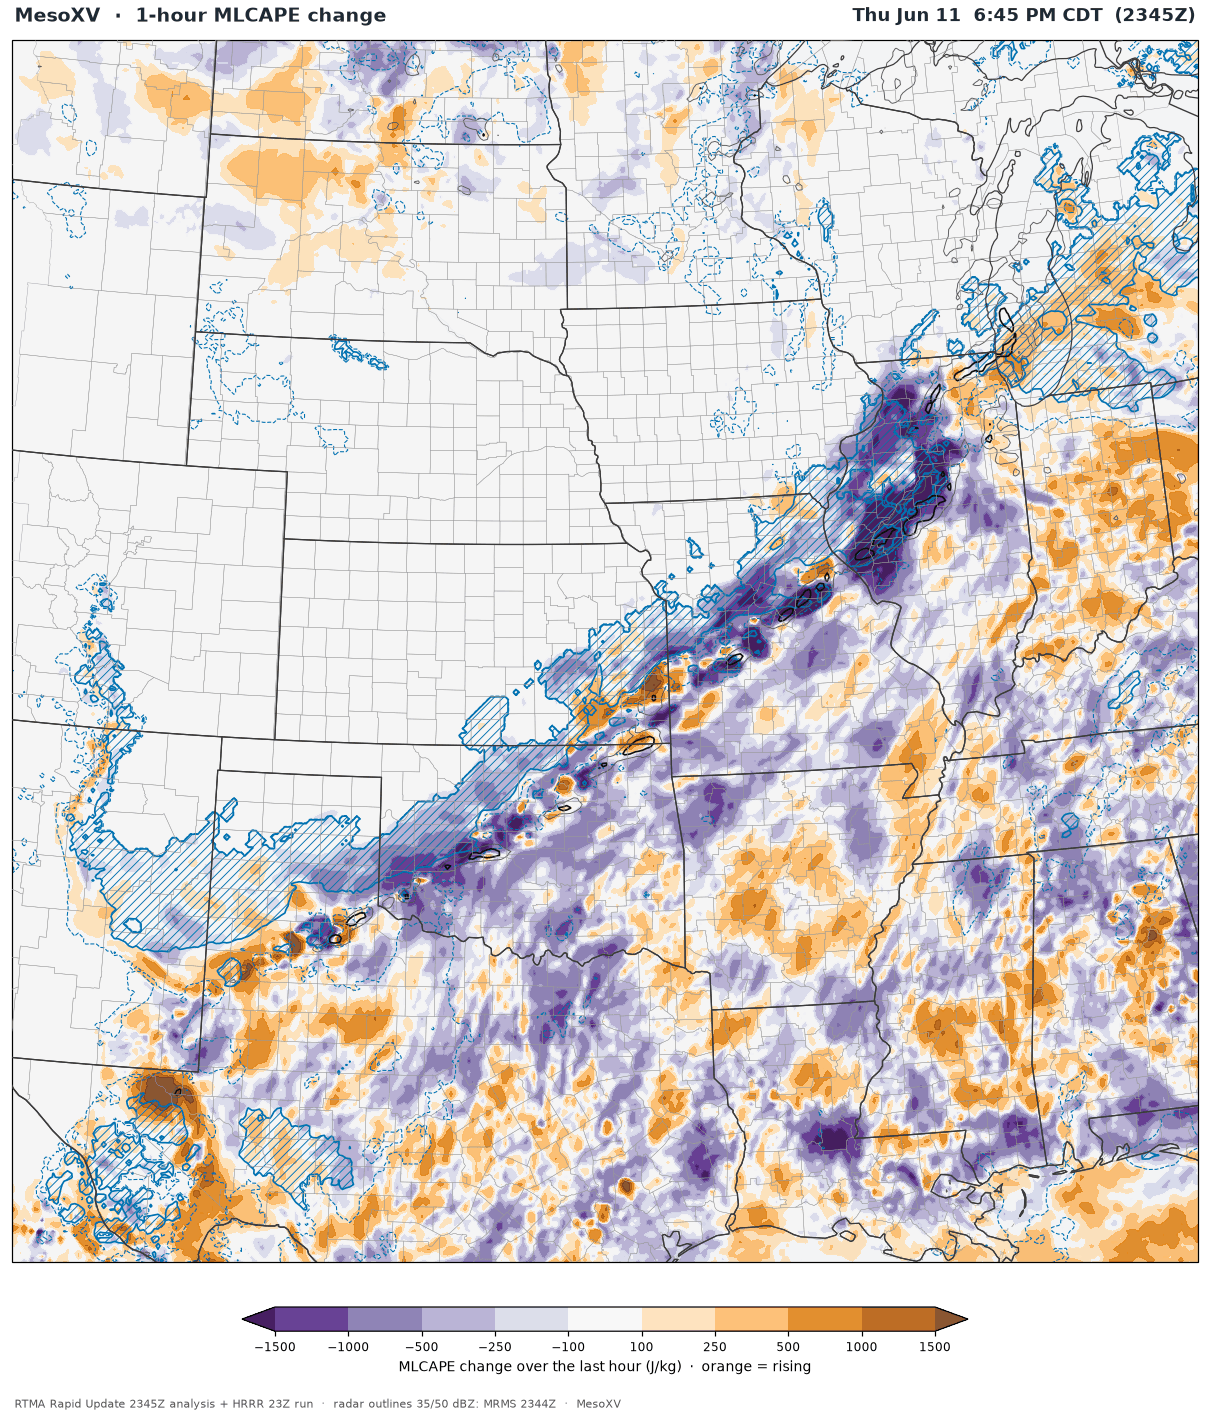 MesoXV · 1-hour MLCAPE change
Thu Jun 11 6:45 PM CDT (2345Z)
−1500 −1000 −500 −250 −100 100 250 500 1000 1500
MLCAPE change over the last hour (J/kg) · orange = rising
RTMA Rapid Update 2345Z analysis + HRRR 23Z run · radar outlines 35/50 dBZ: MRMS 2344Z · MesoXV